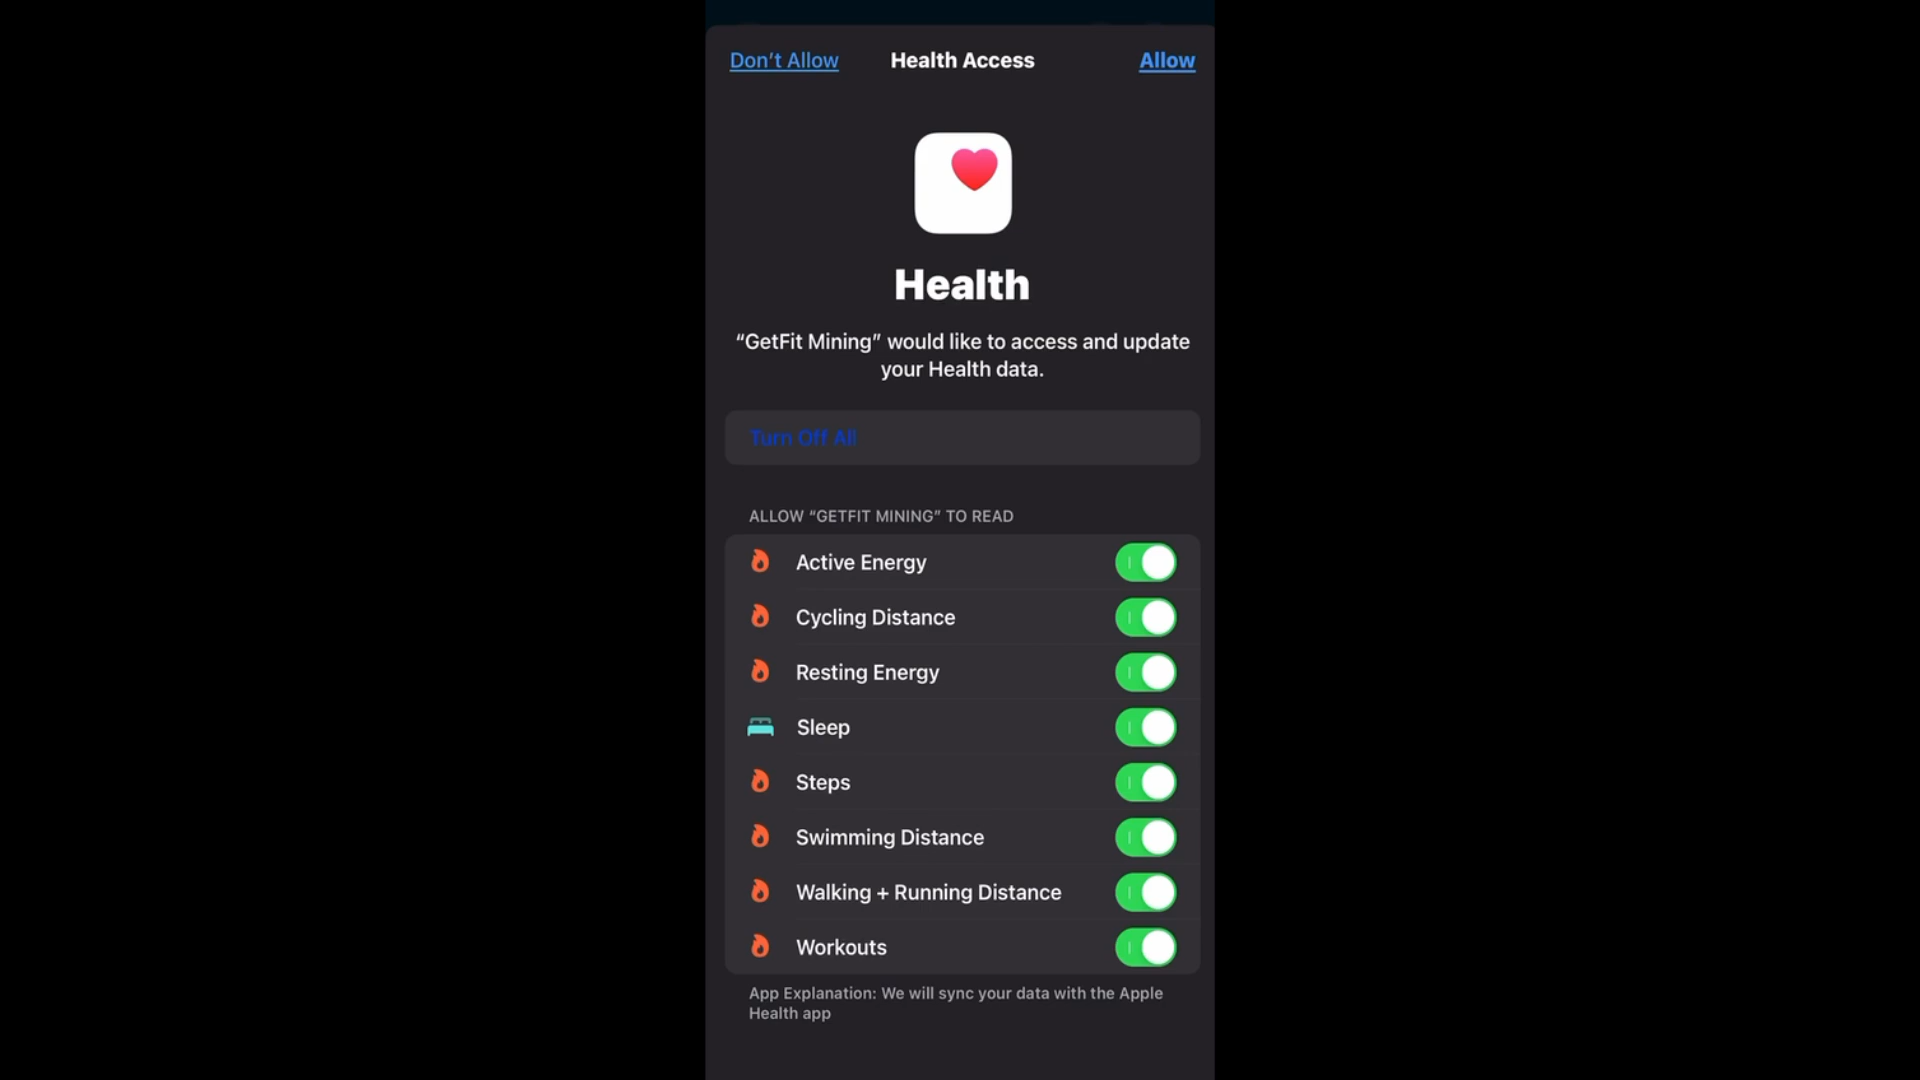 Don’t Allow Health Access Allow
Health
“GetFit Mining” would like to access and update
your Health data.
Turn Off All
ALLOW “GETFIT MINING” TO READ
Active Energy
Cycling Distance
Resting Energy
Sleep
Steps
Swimming Distance
Walking + Running Distance
Workouts
App Explanation: We will sync your data with the Apple
Health app